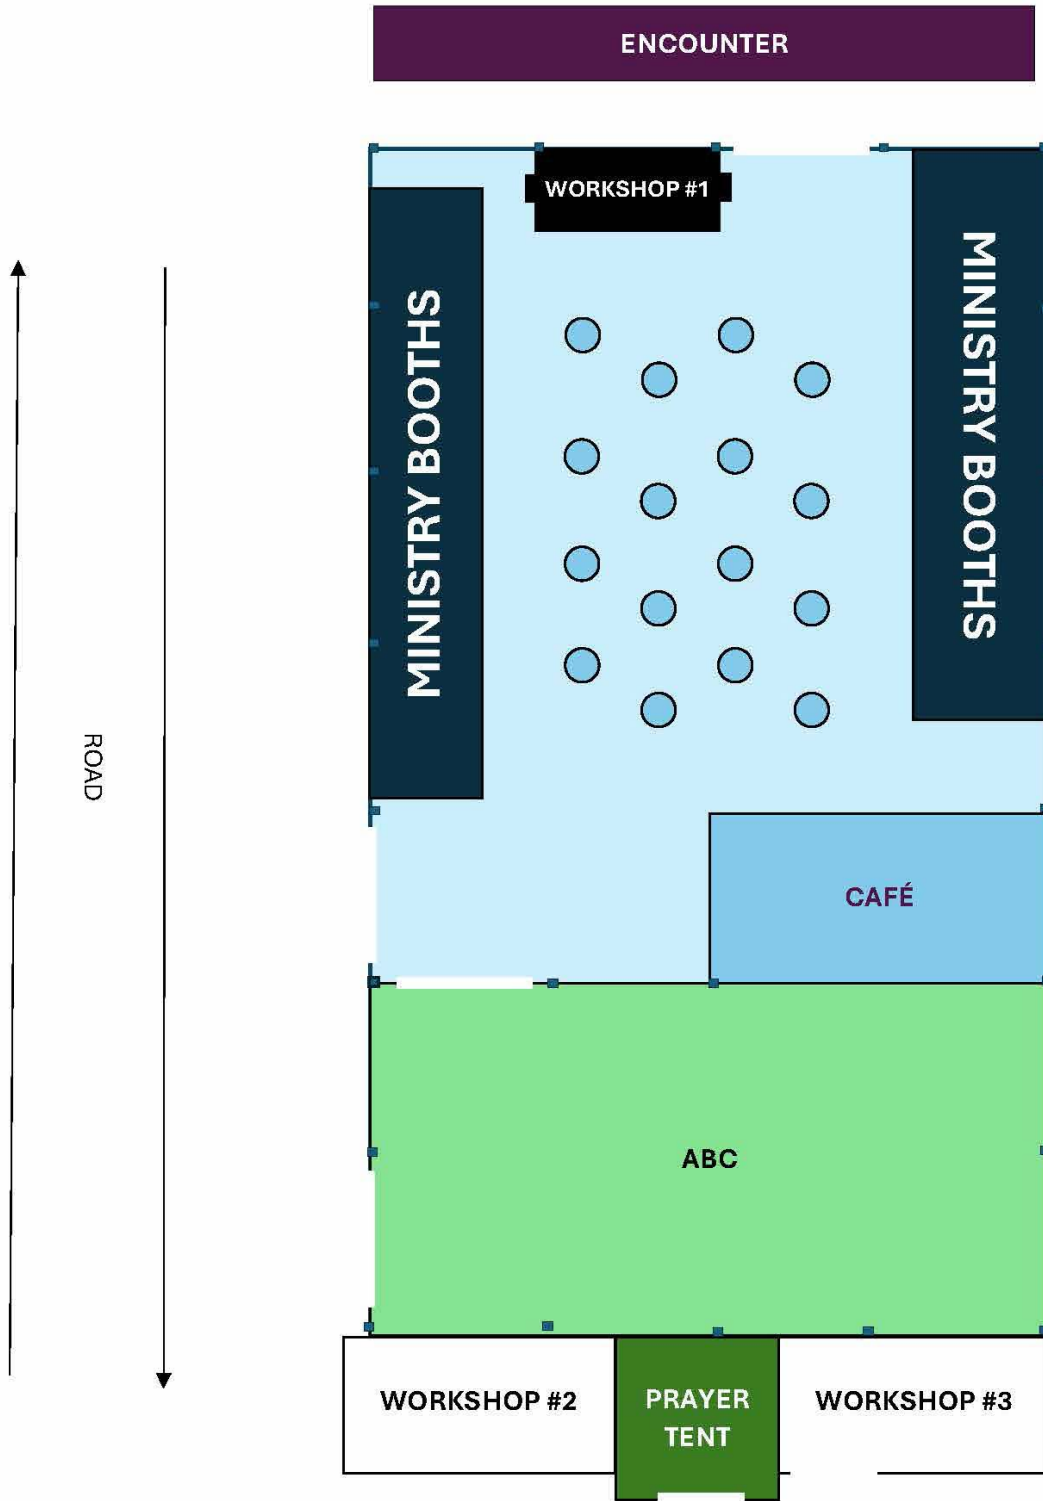 ENCOUNTER
WORKSHOP #1
MINISTRY BOOTHS
MINISTRY BOOTHS
ROAD
CAFÉ
ABC
WORKSHOP #2
PRAYER
TENT
WORKSHOP #3